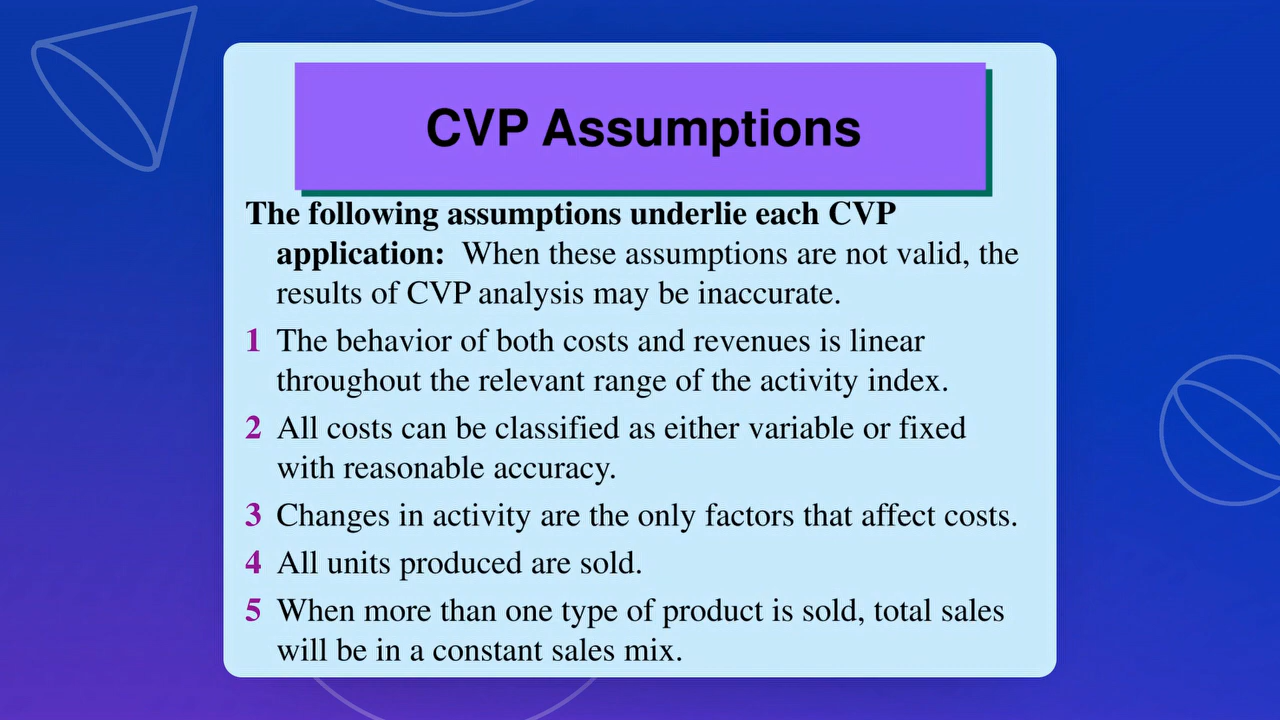 CVP Assumptions
The following assumptions underlie each CVP
application: When these assumptions are not valid, the
results of CVP analysis may be inaccurate.
1 The behavior of both costs and revenues is linear
throughout the relevant range of the activity index.
2 All costs can be classified as either variable or fixed
with reasonable accuracy.
3 Changes in activity are the only factors that affect costs.
4 All units produced are sold.
5 When more than one type of product is sold, total sales
will be in a constant sales mix.